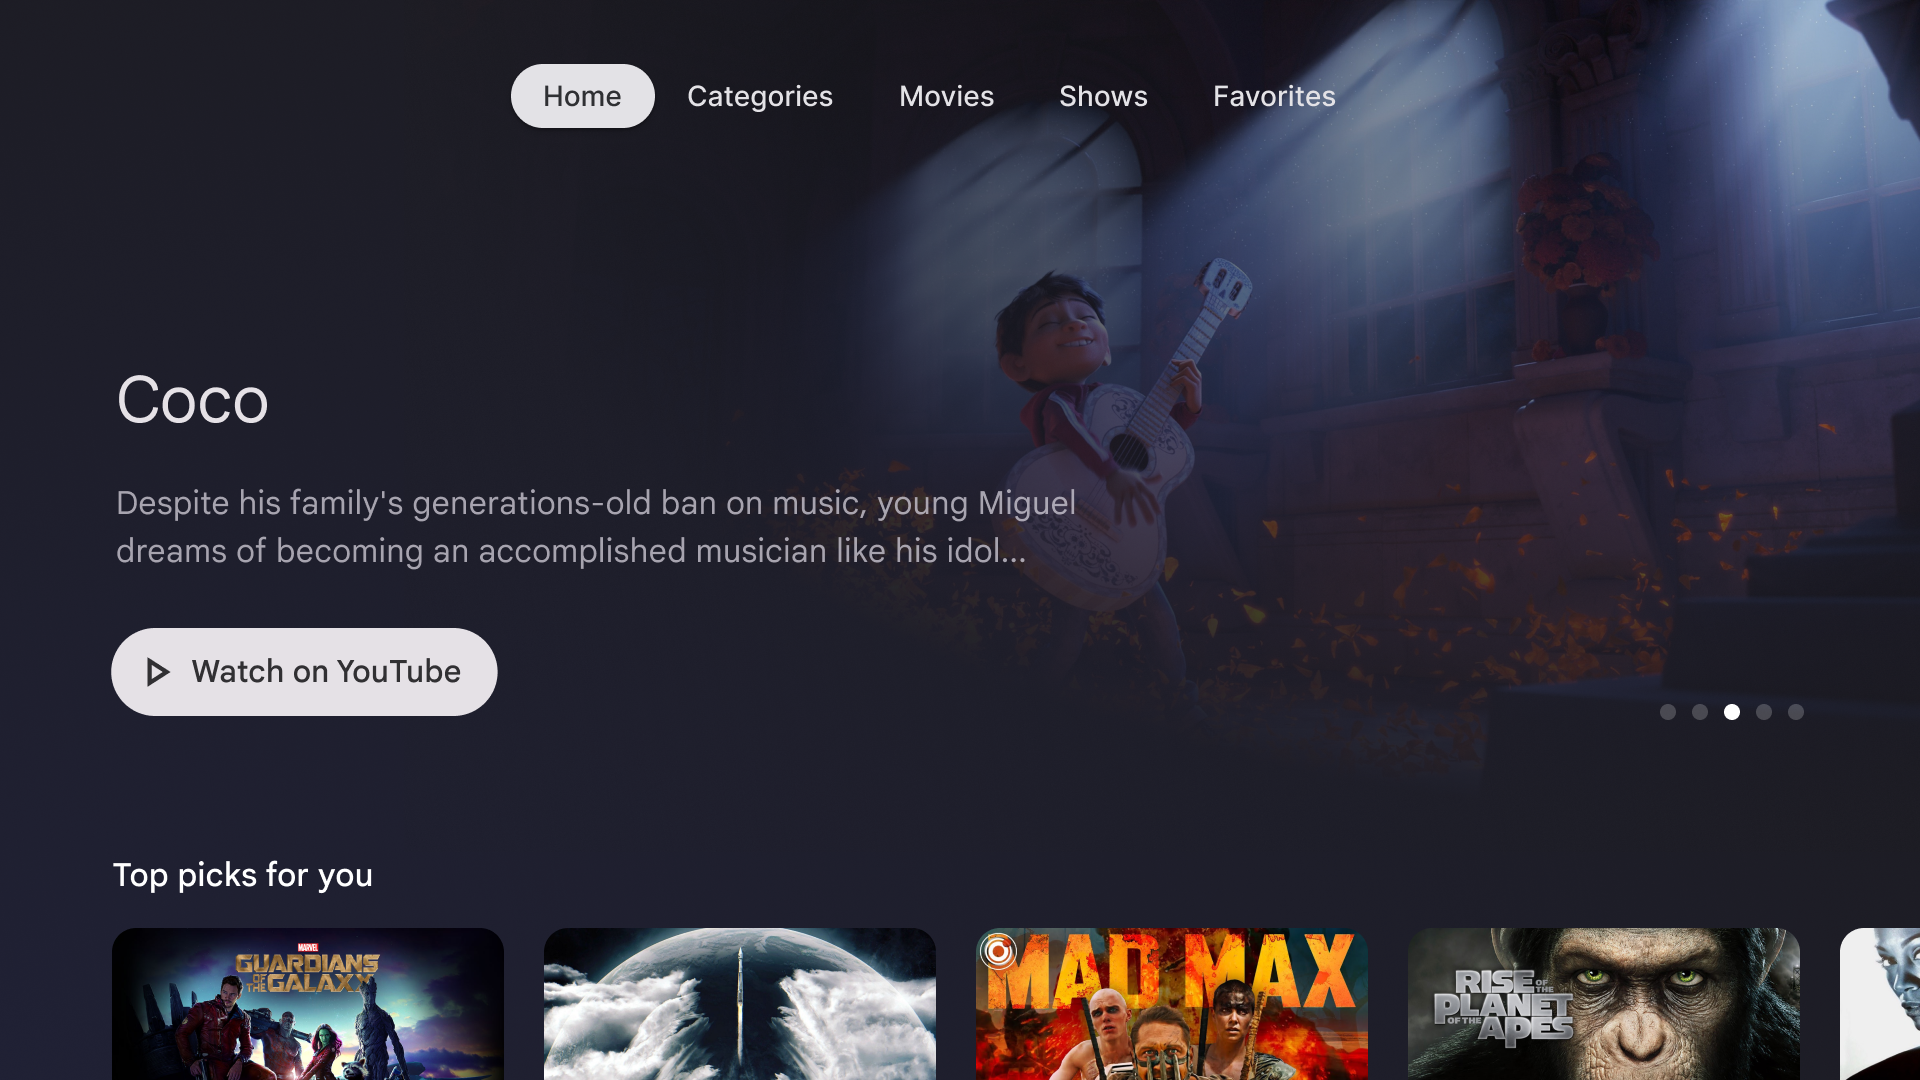 Home Categories Movies Shows Favorites
Coco
Despite his family's generations-old ban on music, young Miguel
dreams of becoming an accomplished musician like his idol...
Watch on YouTube
Top picks for you
MARVEL
GUARDIANS
OF THE GALAXY
MAD MAX
RISE OF THE
PLANET
OF THE APES